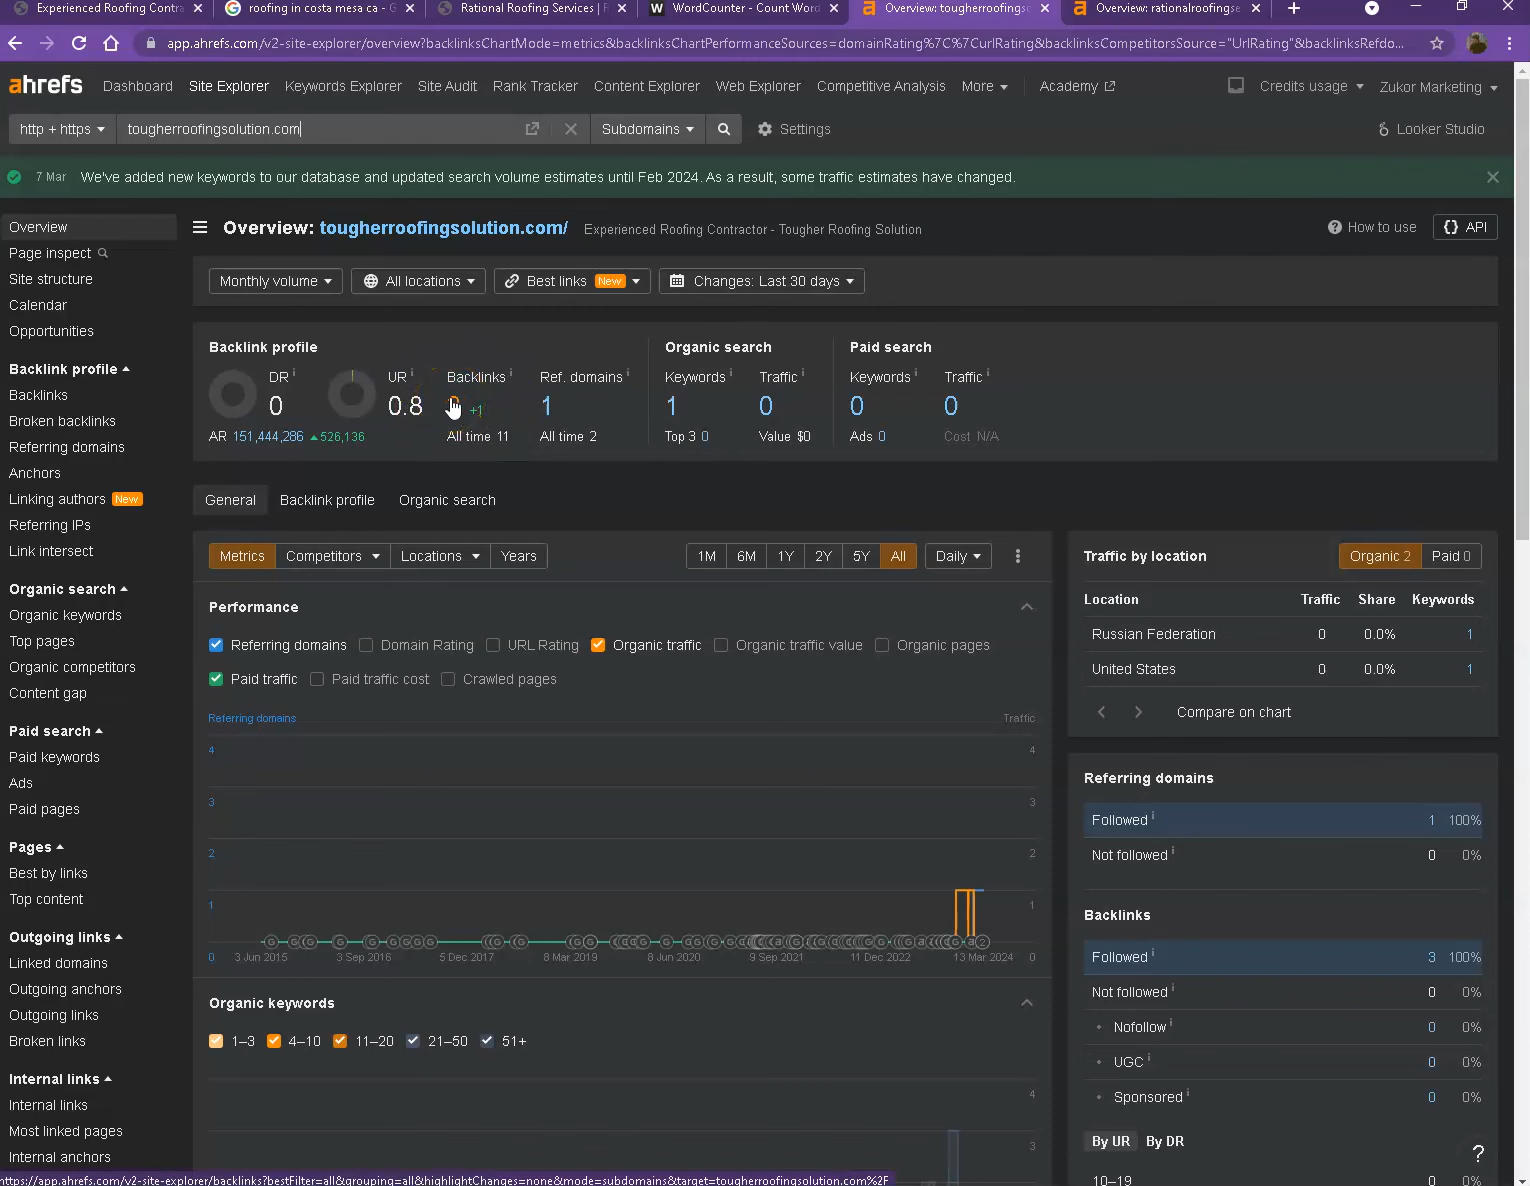 Experienced Roofing Contra
roofing in costa mesa ca - G
Rational Roofing Services | F
WordCounter - Count Word
Overview: tougherroofingso
Overview: rationalroofingse
app.ahrefs.com/v2-site-explorer/overview?backlinksChartMode=metrics&backlinksChartPerformanceSources=domainRating%7C%7CurlRating&backlinksCompetitorsSource="UrlRating"&backlinksRefdo...
ahrefs Dashboard Site Explorer Keywords Explorer Site Audit Rank Tracker Content Explorer Web Explorer Competitive Analysis More Academy Credits usage Zukor Marketing
http + https tougherroofingsolution.com Subdomains Settings Looker Studio
7 Mar We've added new keywords to our database and updated search volume estimates until Feb 2024. As a result, some traffic estimates have changed.
Overview
Page inspect
Site structure
Calendar
Opportunities
Backlink profile
Backlinks
Broken backlinks
Referring domains
Anchors
Linking authors New
Referring IPs
Link intersect
Organic search
Organic keywords
Top pages
Organic competitors
Content gap
Paid search
Paid keywords
Ads
Paid pages
Pages
Best by links
Top content
Outgoing links
Linked domains
Outgoing anchors
Outgoing links
Broken links
Internal links
Internal links
Most linked pages
Internal anchors
Overview: tougherroofingsolution.com/ Experienced Roofing Contractor - Tougher Roofing Solution How to use {} API
Monthly volume All locations Best links New Changes: Last 30 days
Backlink profile Organic search Paid search
DR UR Backlinks Ref. domains Keywords Traffic Keywords Traffic
0 0.8 +1 1 1 0 0 0
AR 151,444,286 526,136 All time 11 All time 2 Top 3 0 Value $0 Ads 0 Cost N/A
General Backlink profile Organic search
Metrics Competitors Locations Years 1M 6M 1Y 2Y 5Y All Daily
Performance
Referring domains Domain Rating URL Rating Organic traffic Organic traffic value Organic pages
Paid traffic Paid traffic cost Crawled pages
Referring domains Traffic
4 4
3 3
2 2
1 1
0 3 Jun 2015 3 Sep 2016 5 Dec 2017 8 Mar 2019 8 Jun 2020 9 Sep 2021 11 Dec 2022 13 Mar 2024 0
Organic keywords
1–3 4–10 11–20 21–50 51+
4
3
Traffic by location Organic 2 Paid 0
Location Traffic Share Keywords
Russian Federation 0 0.0% 1
United States 0 0.0% 1
Compare on chart
Referring domains
Followed 1 100%
Not followed 0 0%
Backlinks
Followed 3 100%
Not followed 0 0%
Nofollow 0 0%
UGC 0 0%
Sponsored 0 0%
By UR By DR
10–19 0 0%
?
https://app.ahrefs.com/v2-site-explorer/backlinks?bestFilter=all&grouping=all&highlightChanges=none&mode=subdomains&target=tougherroofingsolution.com%2F